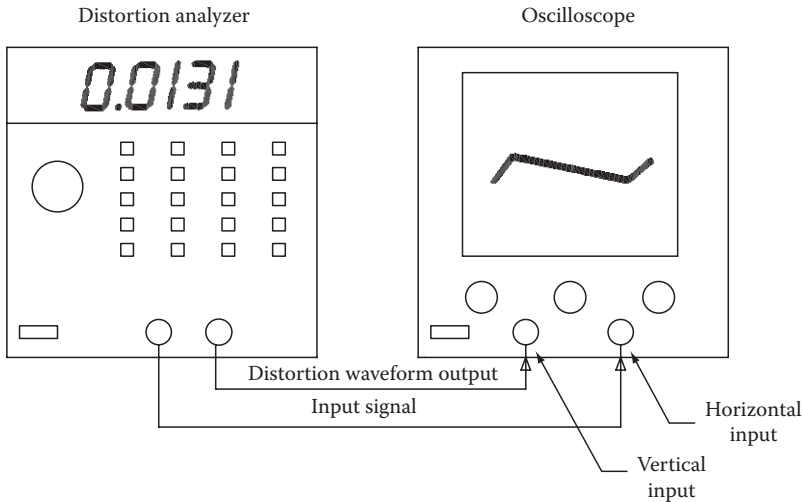 Distortion analyzer
Oscilloscope
0.0131
Distortion waveform output
Input signal
Horizontal
input
Vertical
input